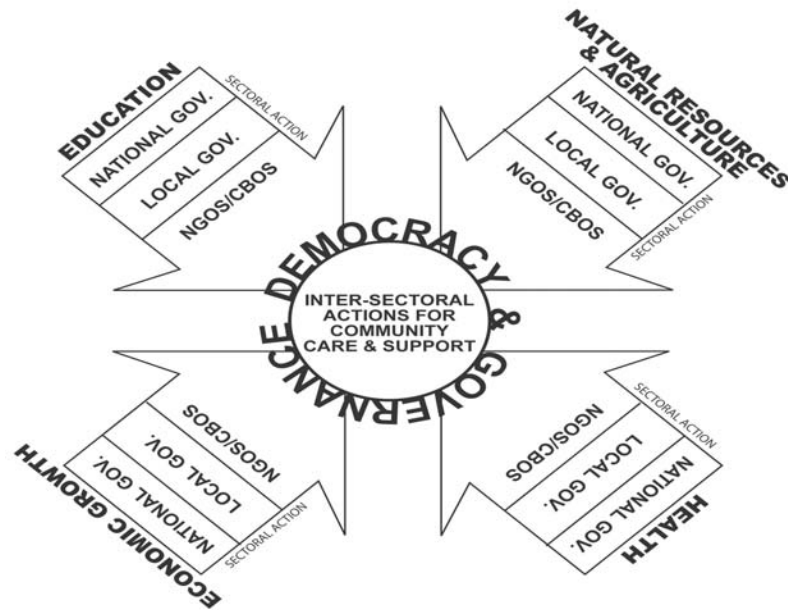 EDUCATION
NATIONAL GOV.
LOCAL GOV.
NGOS/CBOS
SECTORAL ACTION
NATURAL RESOURCES
& AGRICULTURE
NATIONAL GOV.
LOCAL GOV.
NGOS/CBOS
SECTORAL ACTION
DEMOCRACY & GOVERNANCE
INTER-SECTORAL
ACTIONS FOR
COMMUNITY
CARE & SUPPORT
NGOS/CBOS
LOCAL GOV.
NATIONAL GOV.
ECONOMIC GROWTH
SECTORAL ACTION
SECTORAL ACTION
NGOS/CBOS
LOCAL GOV.
NATIONAL GOV.
HEALTH